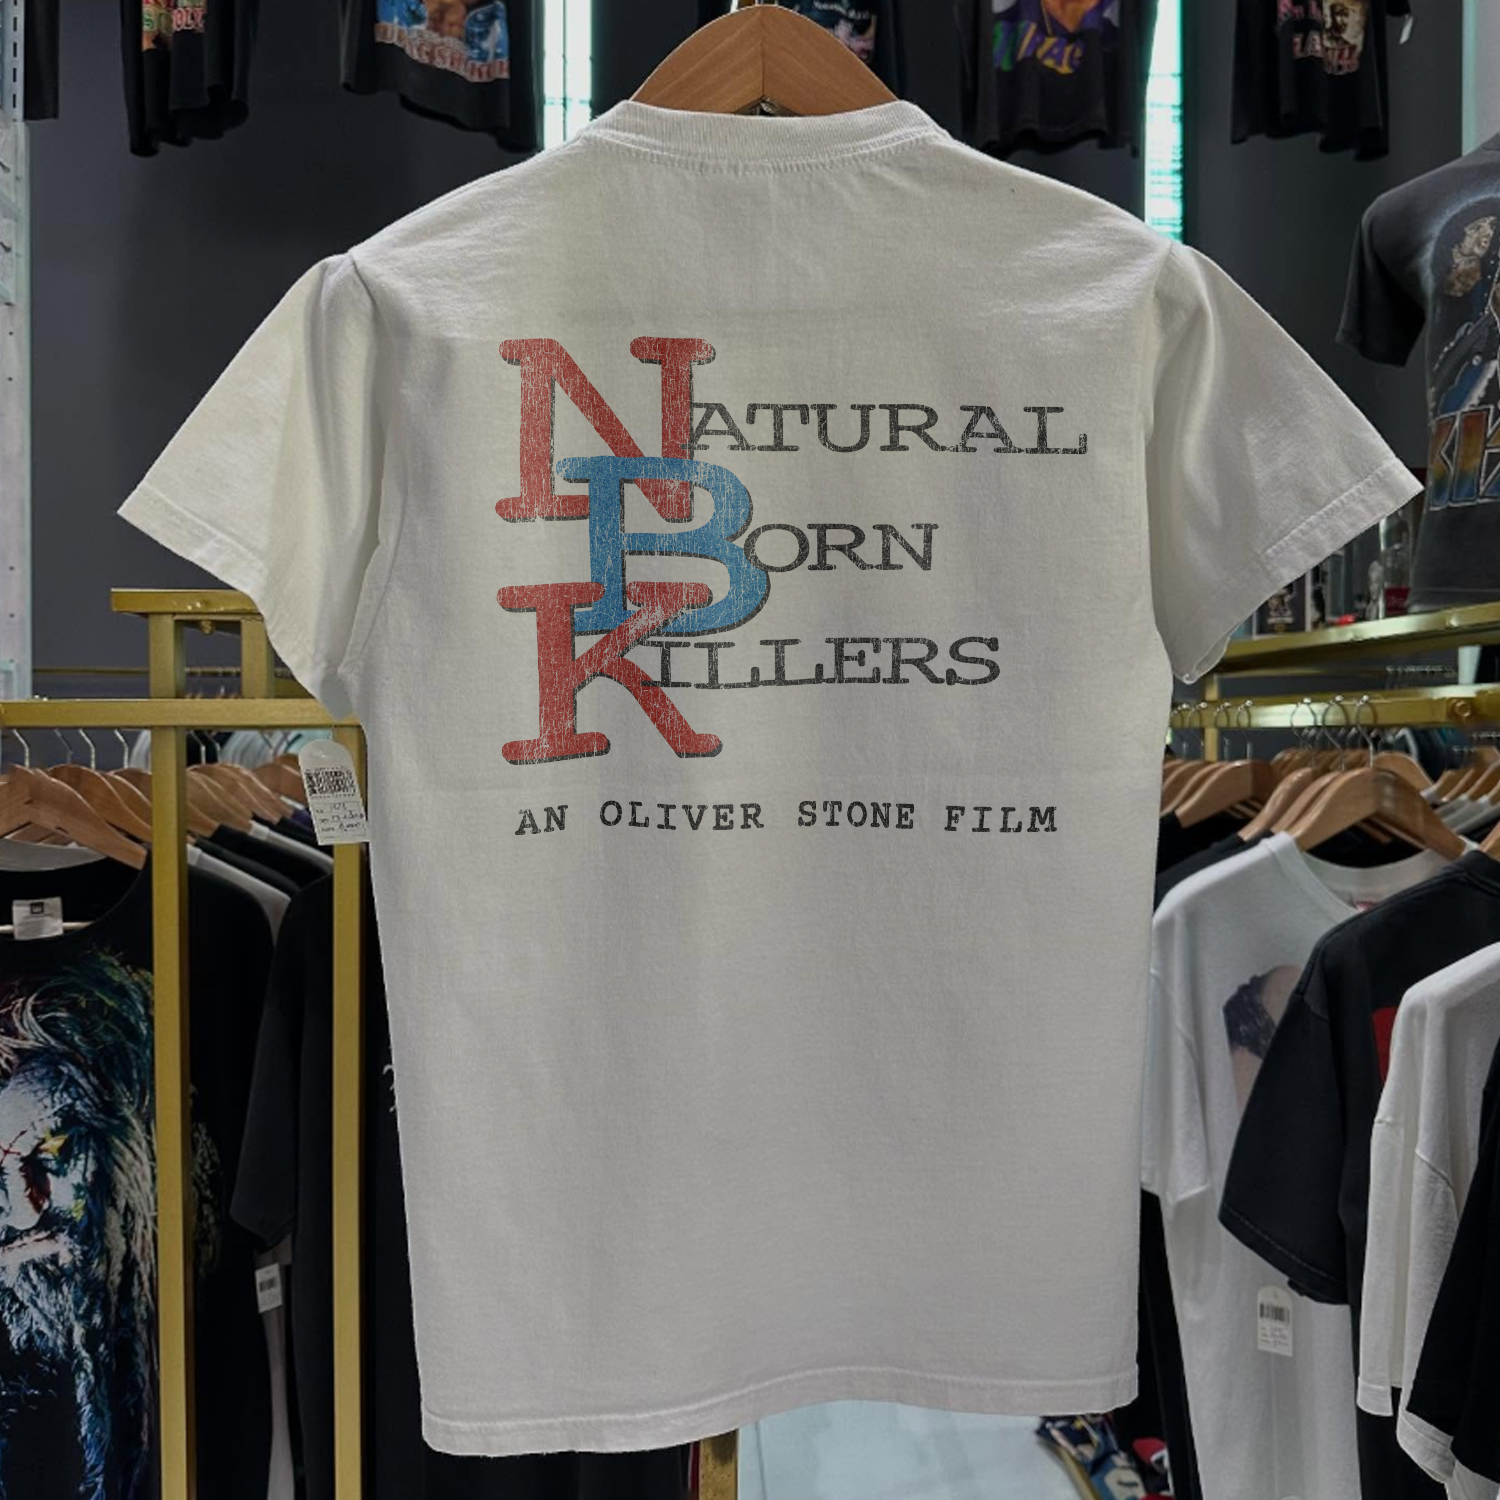 NATURAL
BORN
KILLERS
AN OLIVER STONE FILM